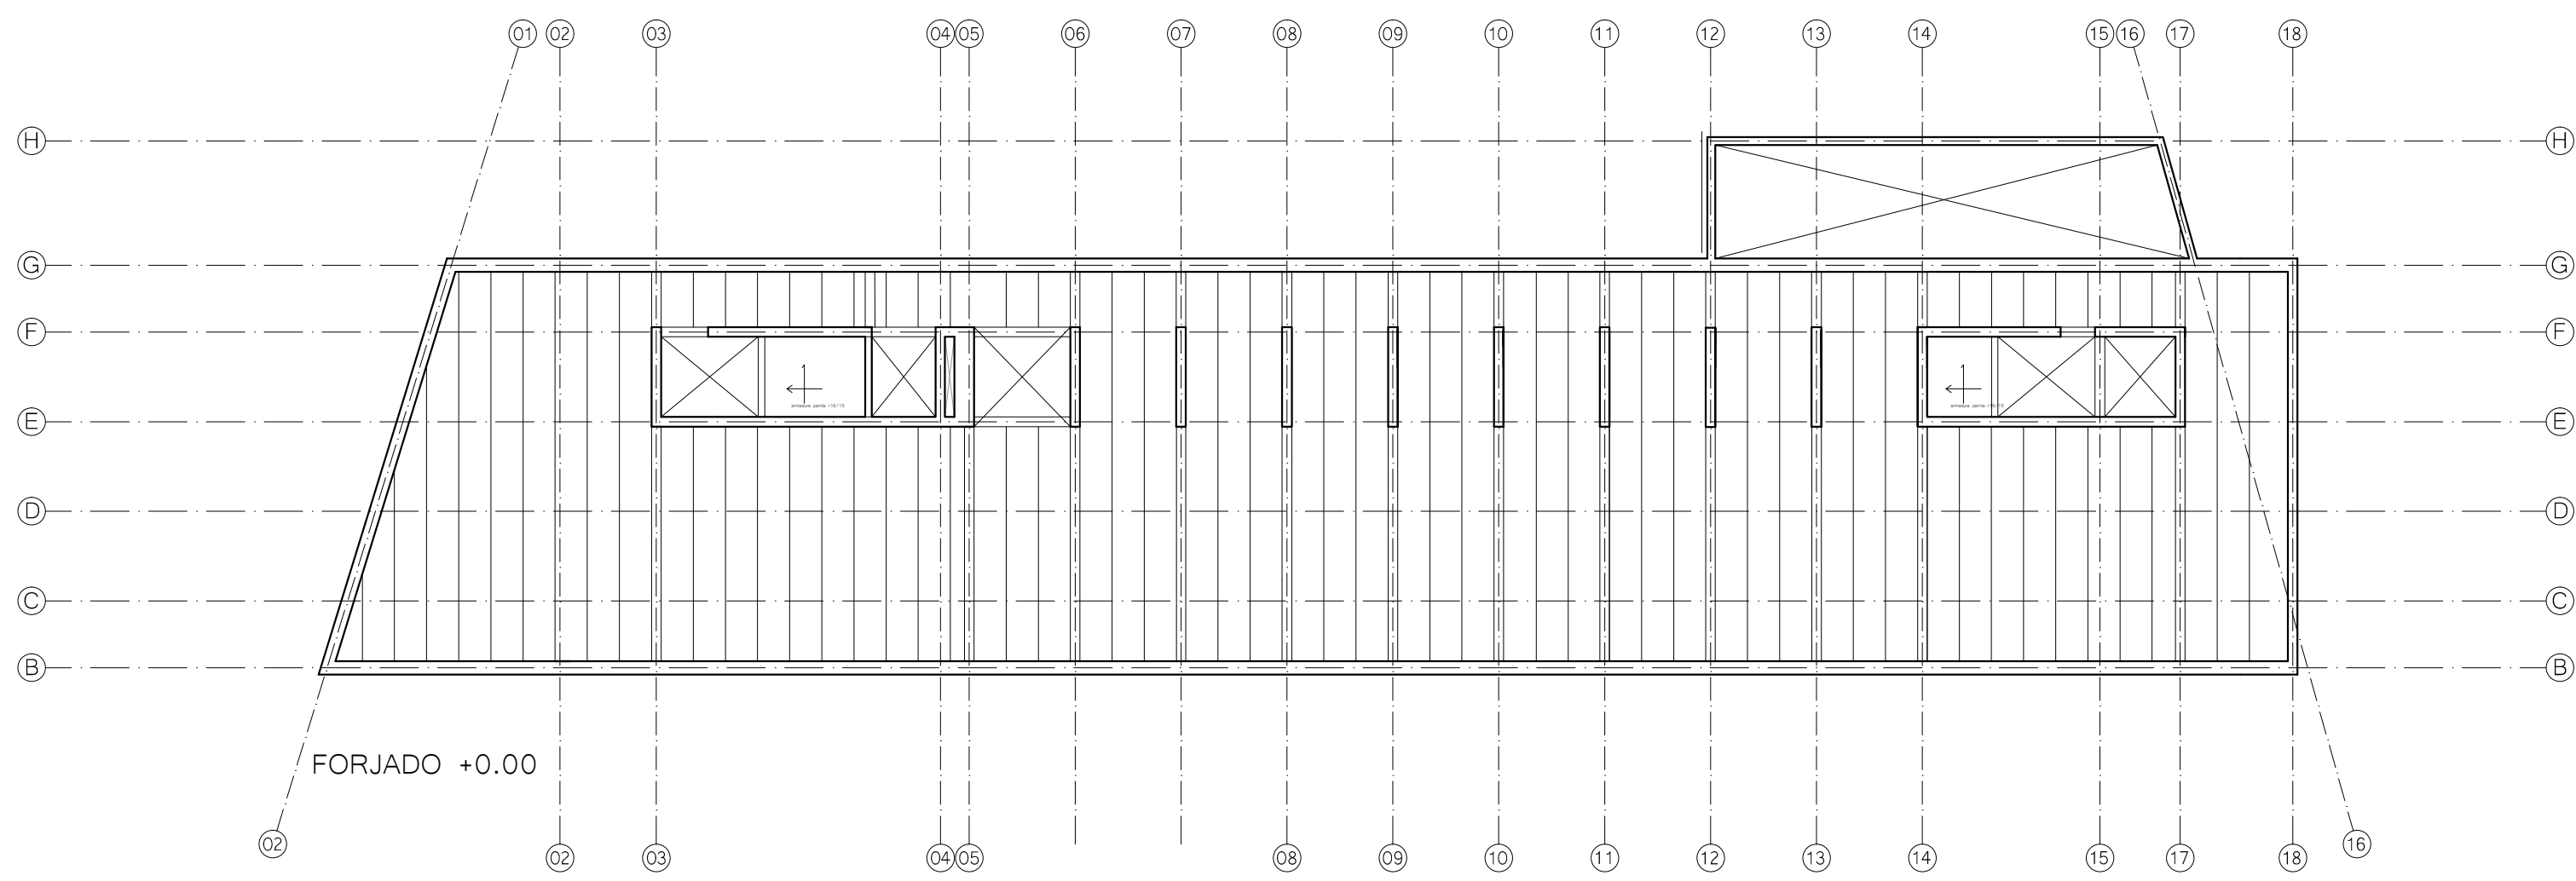 01 02 03 04 05 06 07 08 09 10 11 12 13 14 15 16 17 18
H H
G G
F F
E E
D D
C C
B B
FORJADO +0.00
02 02 03 04 05 08 09 10 11 12 13 14 15 17 18 16